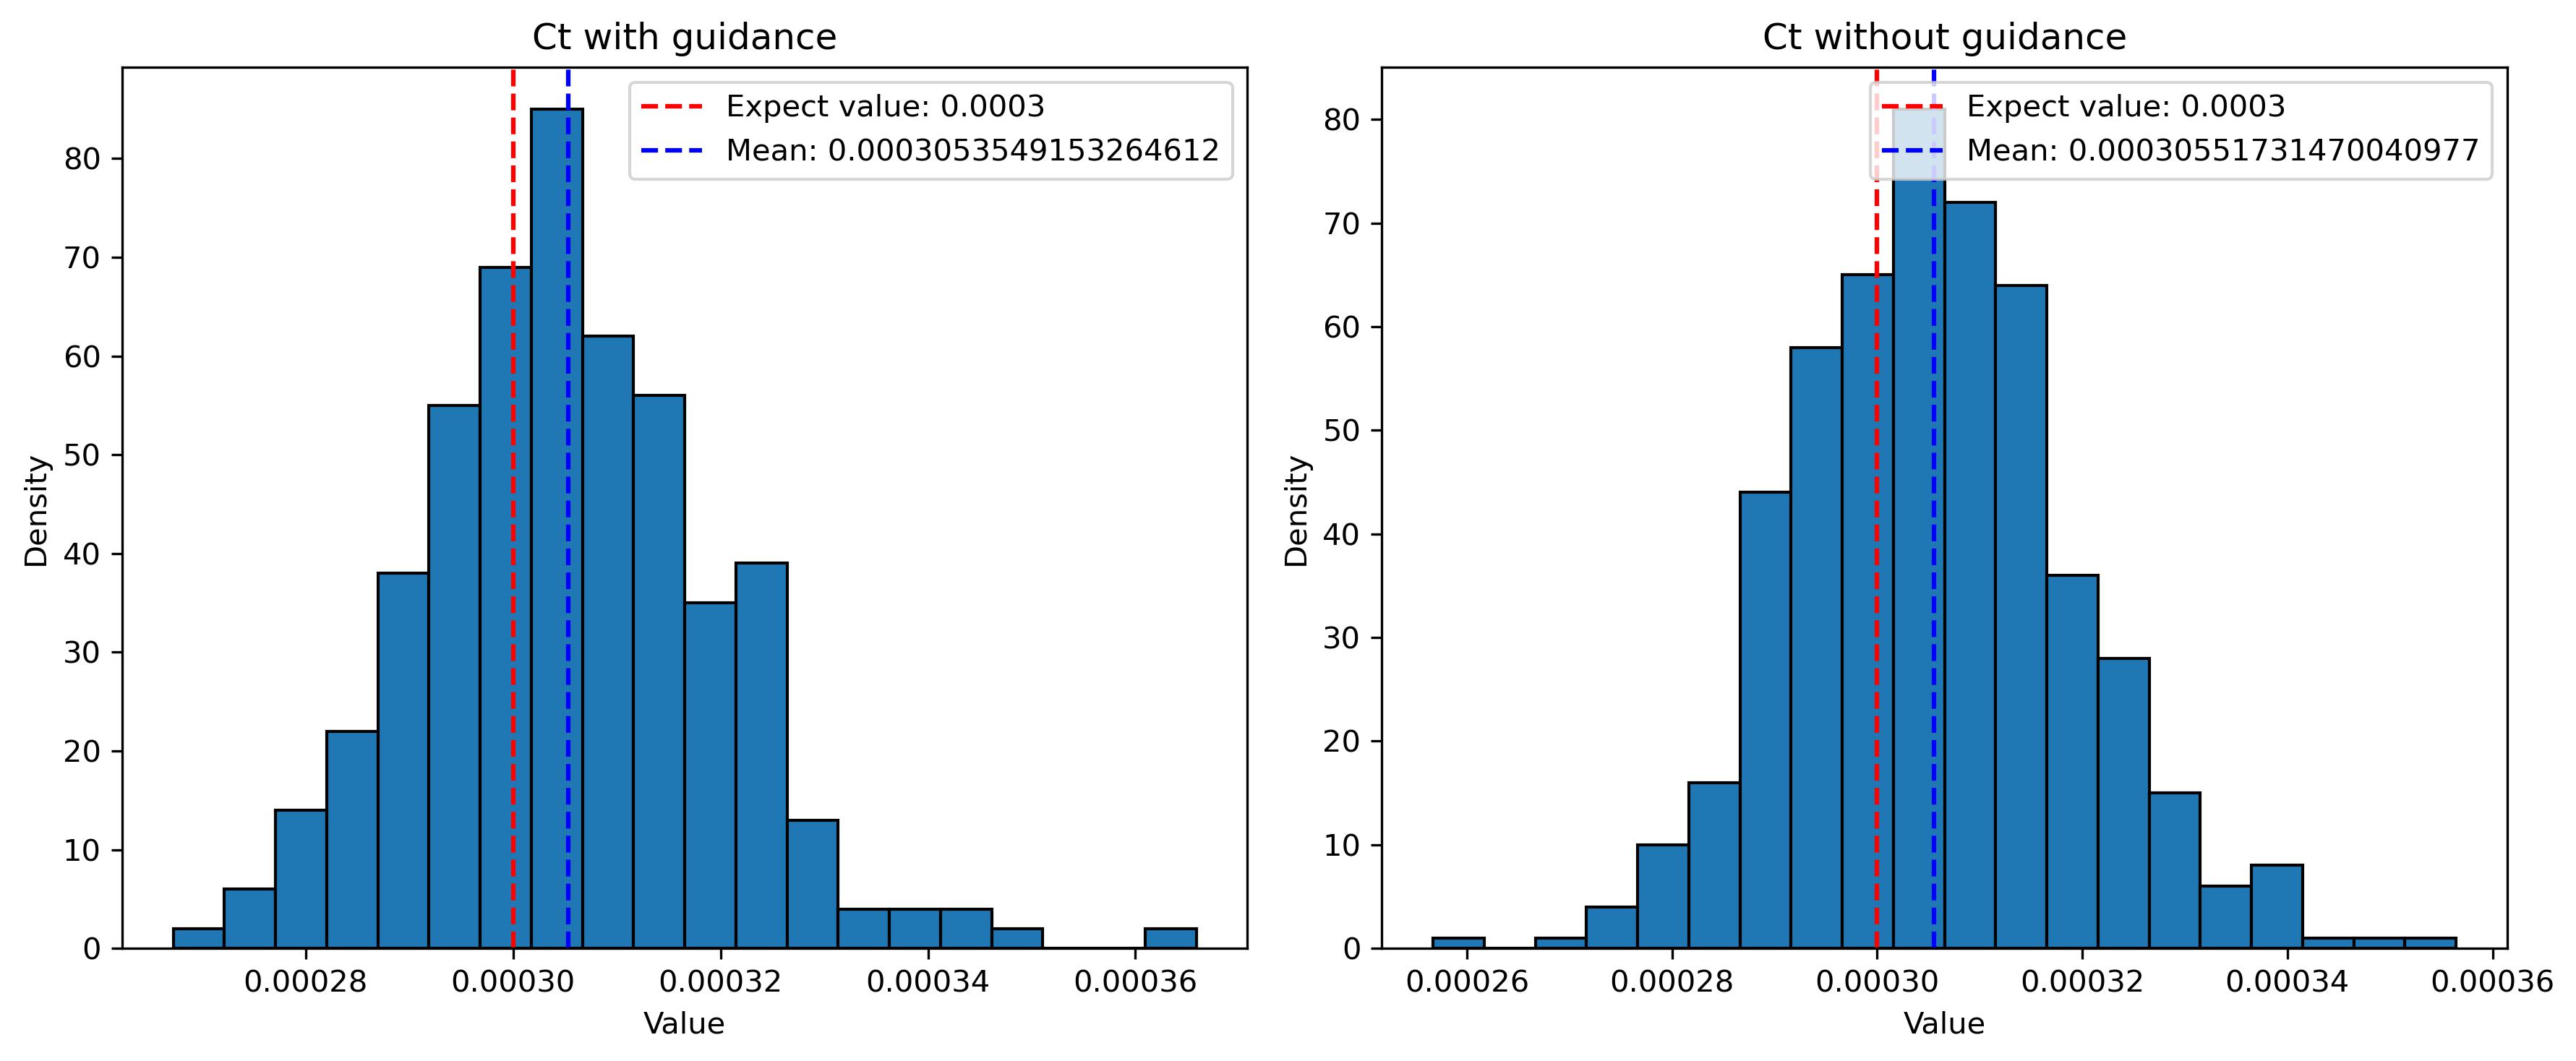 Ct with guidance
Expect value: 0.0003
Mean: 0.0003053549153264612
Density
80
70
60
50
40
30
20
10
0
0.00028 0.00030 0.00032 0.00034 0.00036
Value
Ct without guidance
Expect value: 0.0003
Mean: 0.00030551731470040977
Density
80
70
60
50
40
30
20
10
0
0.00026 0.00028 0.00030 0.00032 0.00034 0.00036
Value